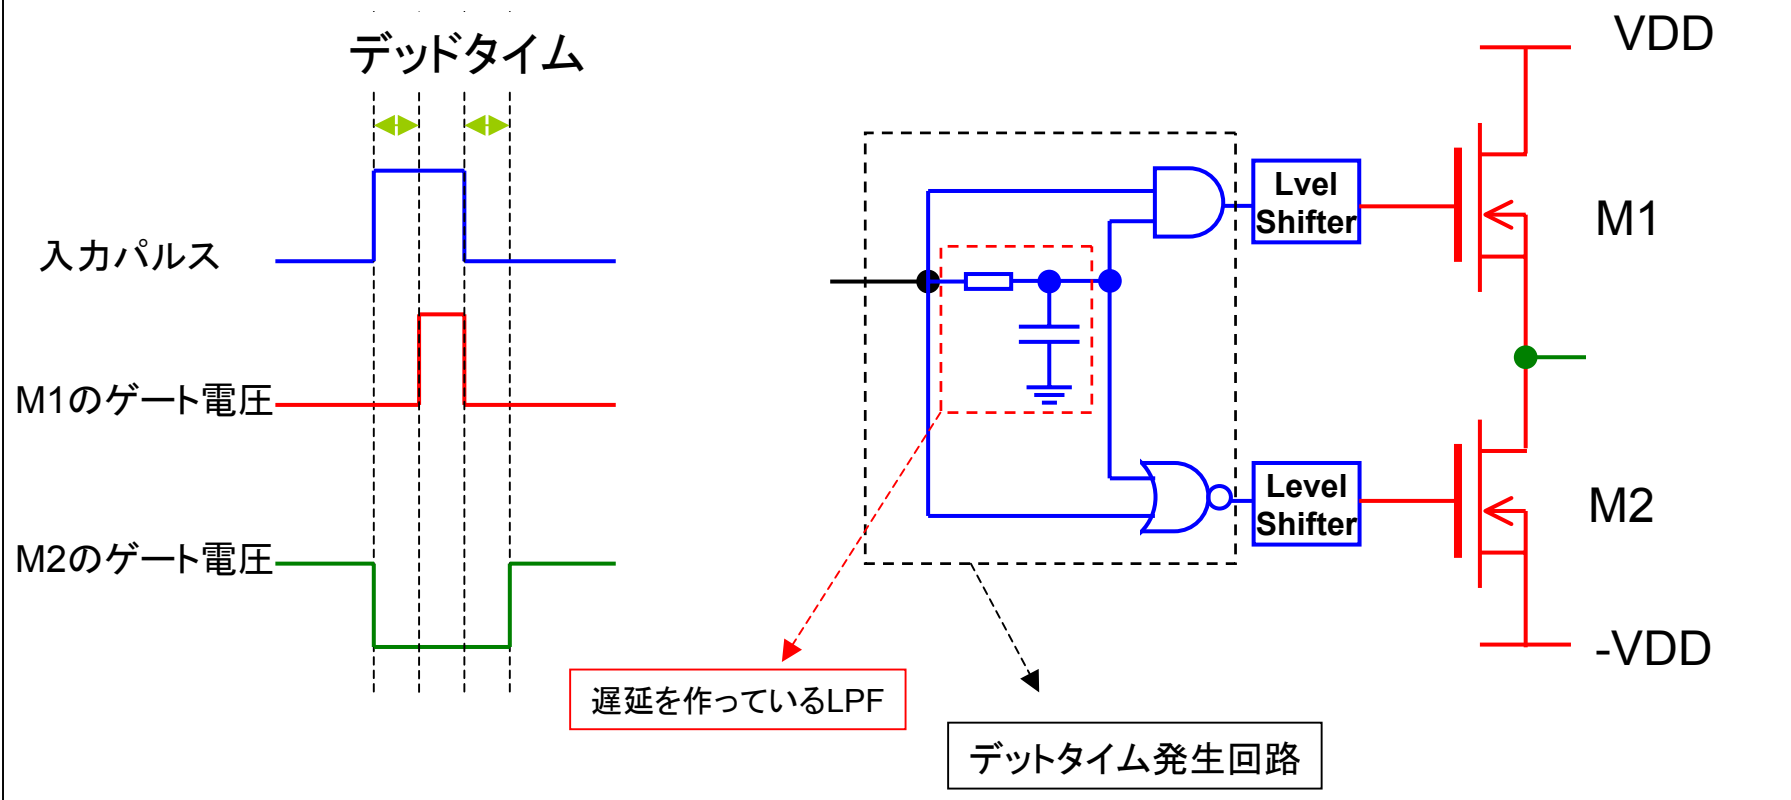 デッドタイム
入力パルス
M1のゲート電圧
M2のゲート電圧
VDD
Lvel
Shifter
M1
Level
Shifter
M2
-VDD
遅延を作っているLPF
デットタイム発生回路